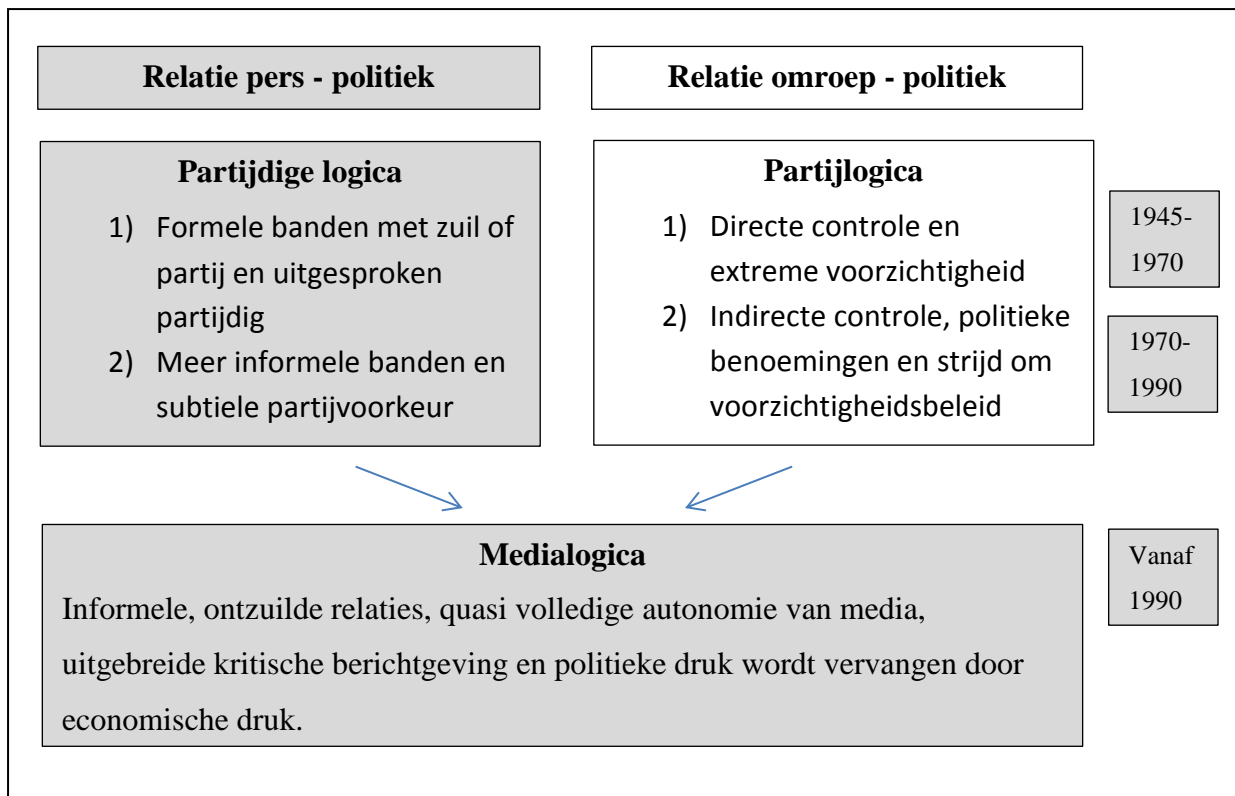 Relatie pers - politiek
Relatie omroep - politiek
Partijdige logica
1) Formele banden met zuil of
partij en uitgesproken
partijdig
2) Meer informele banden en
subtiele partijvoorkeur
Partijlogica
1) Directe controle en
extreme voorzichtigheid
2) Indirecte controle, politieke
benoemingen en strijd om
voorzichtigheidsbeleid
1945-
1970
1970-
1990
Medialogica
Informele, ontzuilde relaties, quasi volledige autonomie van media,
uitgebreide kritische berichtgeving en politieke druk wordt vervangen door
economische druk.
Vanaf
1990